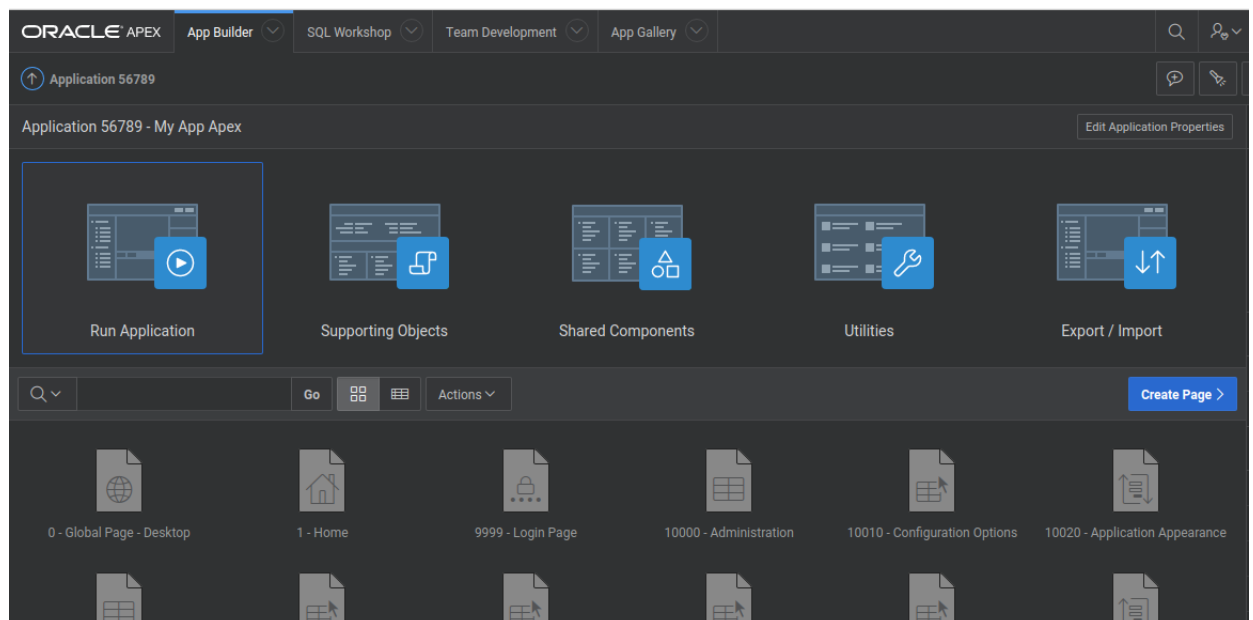 ORACLE APEX App Builder SQL Workshop Team Development App Gallery
Application 56789
Application 56789 - My App Apex Edit Application Properties
Run Application Supporting Objects Shared Components Utilities Export / Import
Go Actions Create Page
0 - Global Page - Desktop 1 - Home 9999 - Login Page 10000 - Administration 10010 - Configuration Options 10020 - Application Appearance